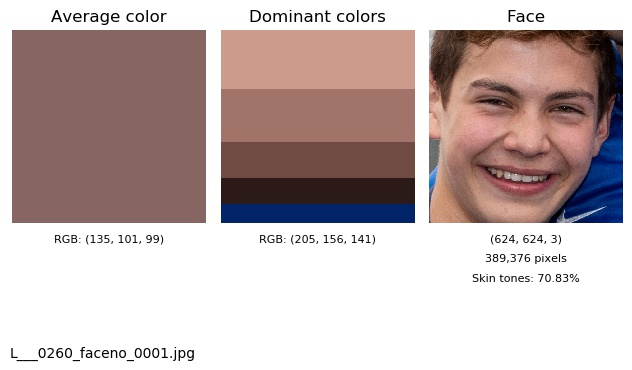 Average color
Dominant colors
Face
RGB: (135, 101, 99)
RGB: (205, 156, 141)
(624, 624, 3)
389,376 pixels
Skin tones: 70.83%
L___0260_faceno_0001.jpg